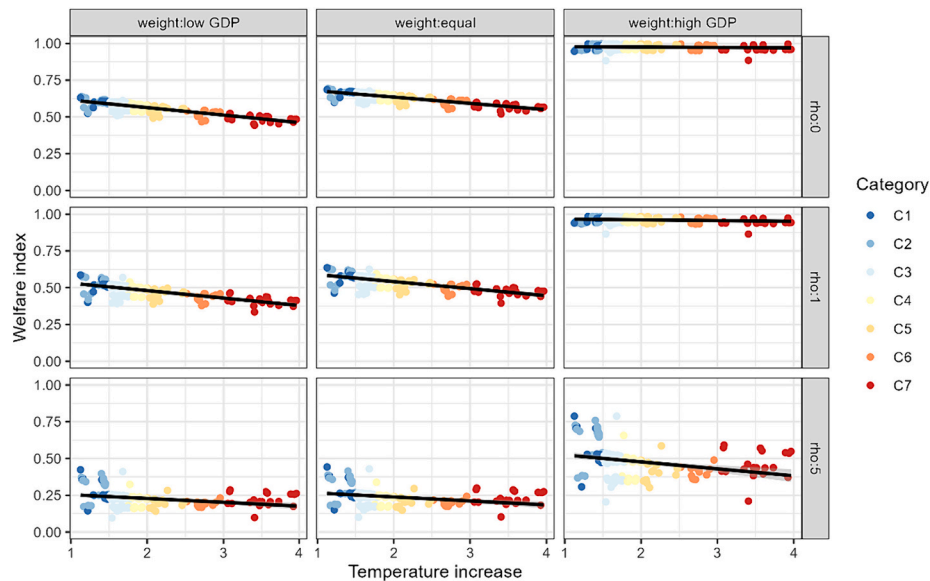 weight:low GDP weight:equal weight:high GDP
1.00
0.75
0.50
0.25
0.00
rho:0
1.00
0.75
0.50
0.25
0.00
rho:1
1.00
0.75
0.50
0.25
0.00
rho:5
1 2 3 4 1 2 3 4 1 2 3 4
Temperature increase
Welfare index
Category
C1
C2
C3
C4
C5
C6
C7